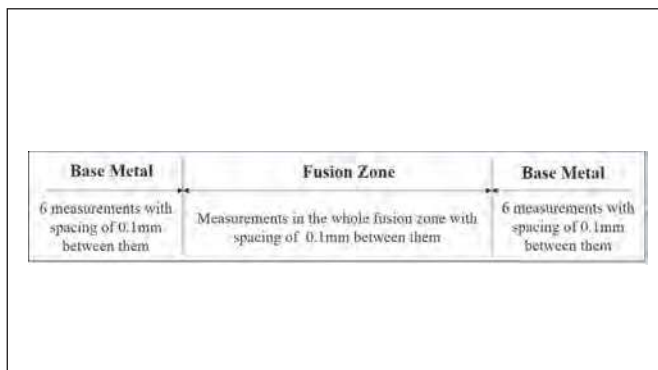 Base Metal
Fusion Zone
Base Metal
6 measurements with
spacing of 0.1mm
between them
Measurements in the whole fusion zone with
spacing of 0.1mm between them
6 measurements with
spacing of 0.1mm
between them